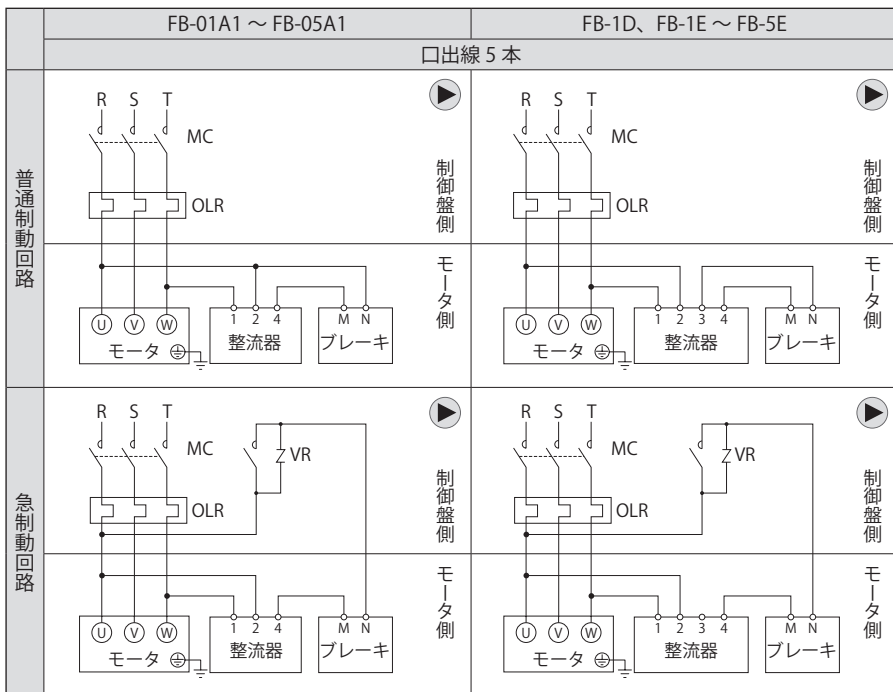 FB-01A1 ～ FB-05A1
FB-1D、FB-1E ～ FB-5E
口出線 5 本
普通制動回路
R S T
MC
OLR
制御盤側
モータ側
U V W
モータ
1 2 4
整流器
M N
ブレーキ
R S T
MC
OLR
制御盤側
モータ側
U V W
モータ
1 2 3 4
整流器
M N
ブレーキ
急制動回路
R S T
MC
VR
OLR
制御盤側
モータ側
U V W
モータ
1 2 4
整流器
M N
ブレーキ
R S T
MC
VR
OLR
制御盤側
モータ側
U V W
モータ
1 2 3 4
整流器
M N
ブレーキ